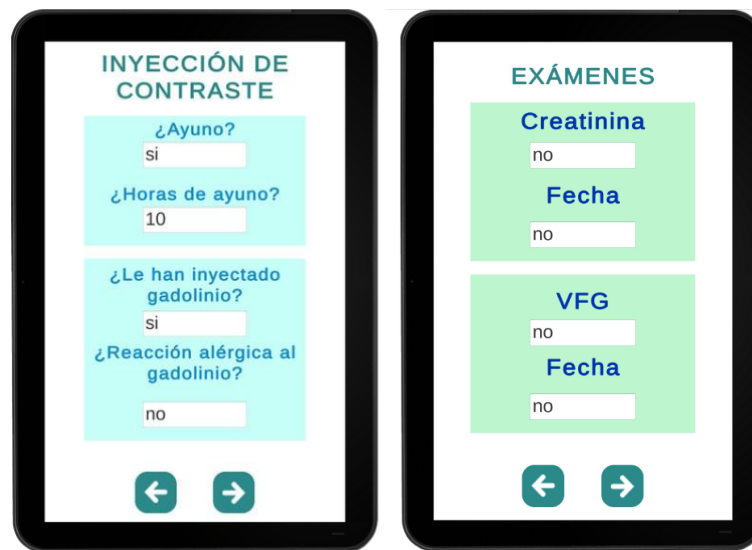 INYECCIÓN DE
CONTRASTE
¿Ayuno?
si
¿Horas de ayuno?
10
¿Le han inyectado
gadolinio?
si
¿Reacción alérgica al
gadolinio?
no
EXÁMENES
Creatinina
no
Fecha
no
VFG
no
Fecha
no